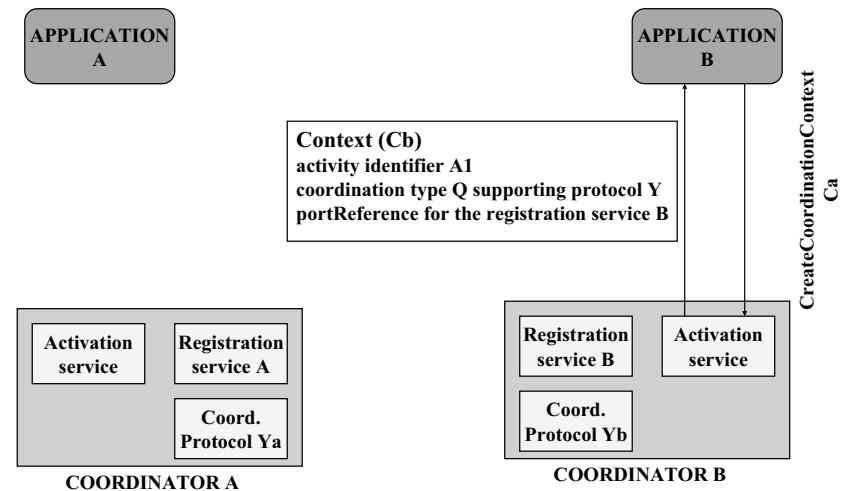 APPLICATION
A
APPLICATION
B
Context (Cb)
activity identifier A1
coordination type Q supporting protocol Y
portReference for the registration service B
CreateCoordinationContext
Ca
Activation
service
Registration
service A
Coord.
Protocol Ya
COORDINATOR A
Registration
service B
Activation
service
Coord.
Protocol Yb
COORDINATOR B